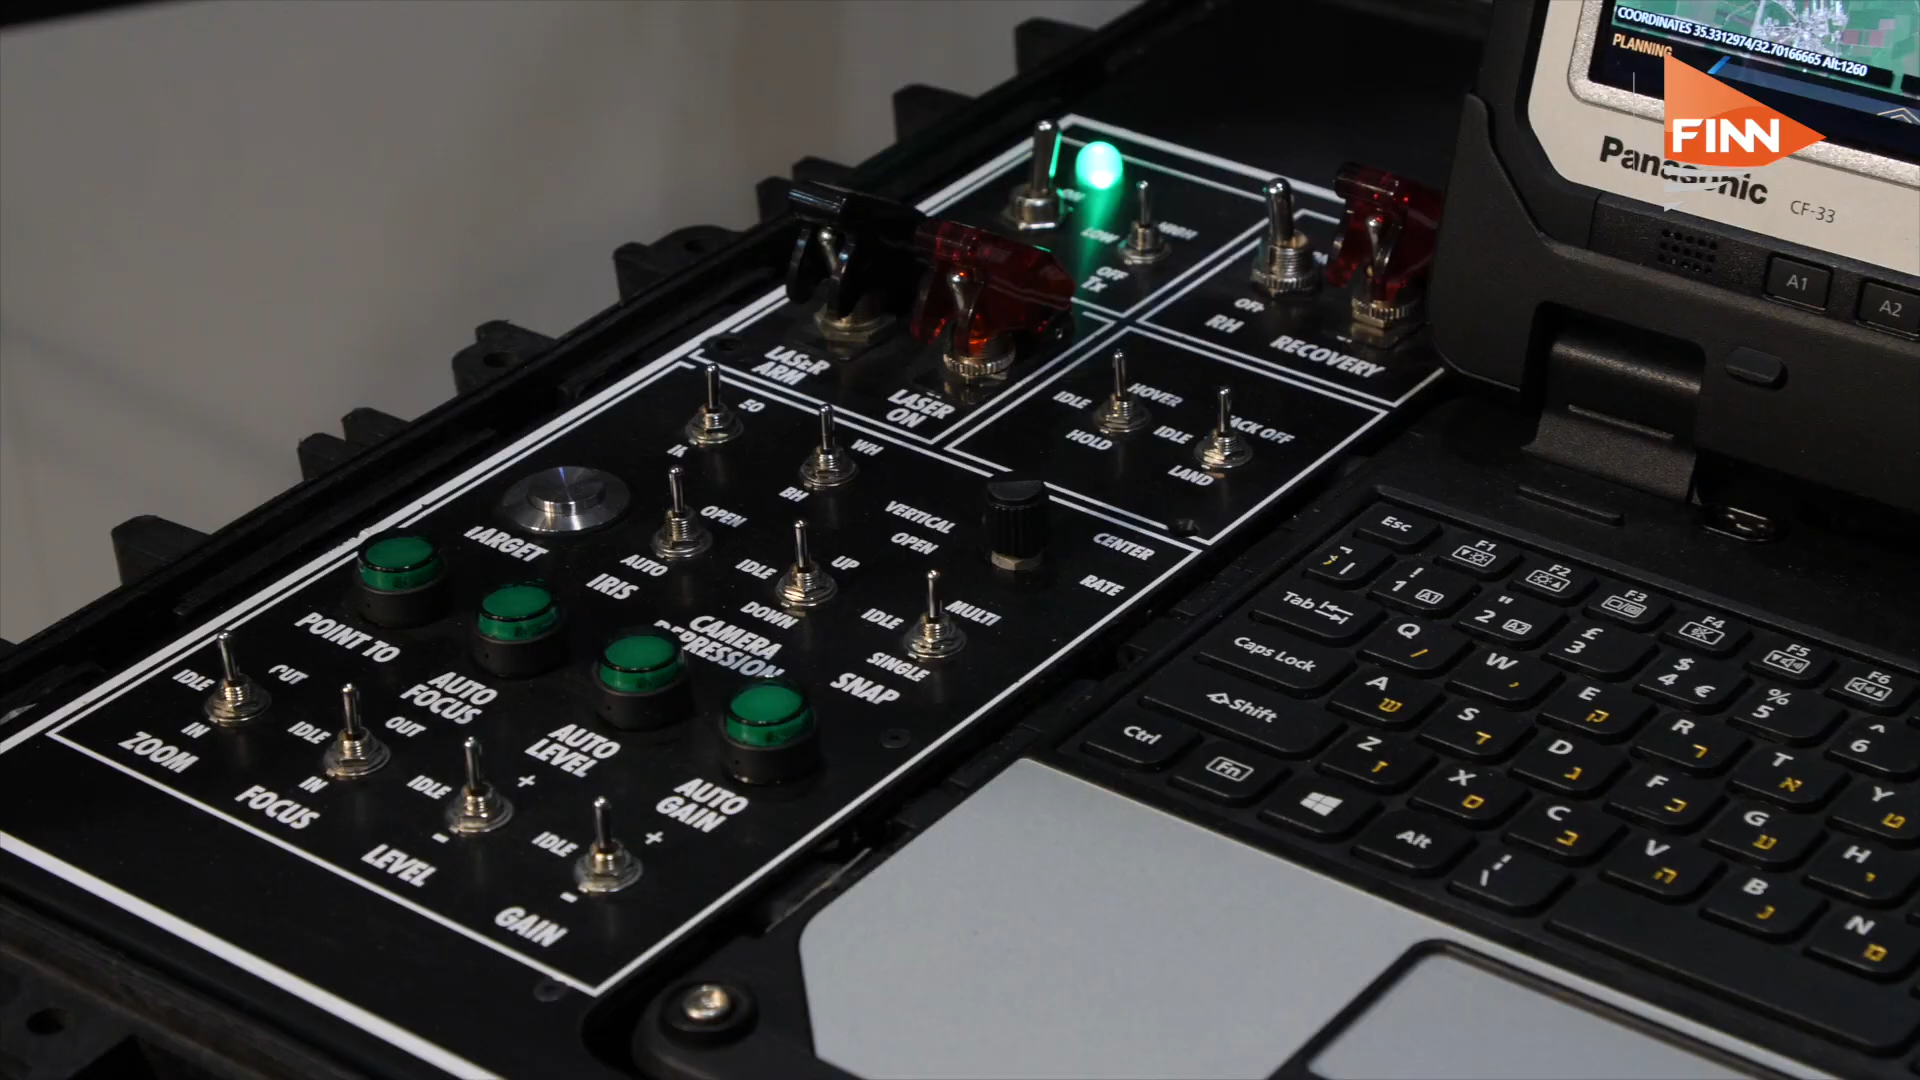 COORDINATES 35.3312974/32.70166665 Alt:1260
PLANNING
FINN
Panasonic
CF-33
A1
A2
ON
LOW
HIGH
OFF
Tx
OFF
RH
RECOVERY
LASER
ARM
LASER
ON
IDLE
HOVER
HOLD
IDLE
LAND
EO
WH
BH
TARGET
OPEN
AUTO
IRIS
IDLE
UP
DOWN
CAMERA
DEPRESSION
VERTICAL
OPEN
CENTER
RATE
IDLE
MULTI
SINGLE
SNAP
POINT TO
AUTO
FOCUS
AUTO
LEVEL
AUTO
GAIN
IDLE
OUT
IN
ZOOM
IDLE
OUT
IN
FOCUS
IDLE
+
-
LEVEL
IDLE
+
-
GAIN
Esc
F1
F2
F3
F4
F5
F6
! 1 A1
" 2 A2
£ 3
$ 4 €
% 5
^ 6
Tab
Q /
W '
E ק
R ר
T א
Y ט
Caps Lock
A ש
S ד
D ג
F כ
G ע
H י
Shift
Z ז
X ס
C ב
V ה
B נ
N מ
Ctrl
Fn
Alt